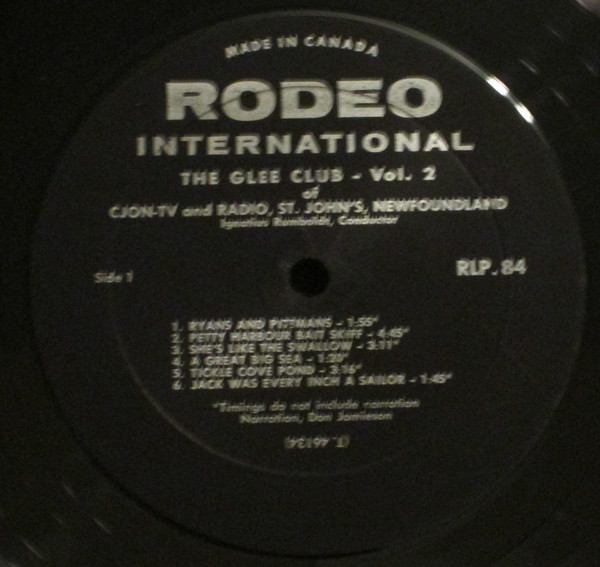 MADE IN CANADA
RODEO
INTERNATIONAL
THE GLEE CLUB - Vol. 2
of
CJON-TV and RADIO, ST. JOHN'S, NEWFOUNDLAND
Ignatius Rumboldt, Conductor
Side 1
RLP. 84
1. RYANS AND PITTMANS - 1:55"
2. PETTY HARBOUR BAIT SKIFF - 4:45"
3. SHE'S LIKE THE SWALLOW - 3:11"
4. A GREAT BIG SEA - 1:28"
5. TICKLE COVE POND - 3:16"
6. JACK WAS EVERY INCH A SAILOR - 1:45"
"Timings do not include narration
Narration, Don Jamieson
(T. 46134)